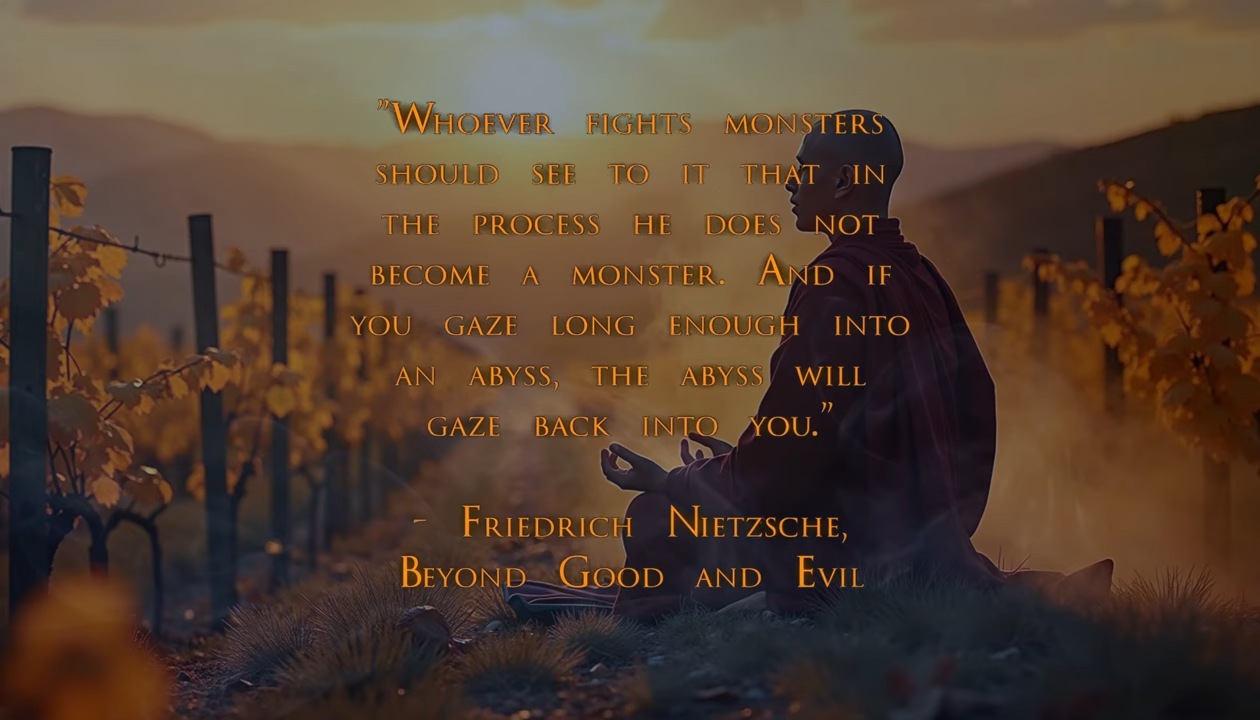 "Whoever fights monsters
should see to it that in
the process he does not
become a monster. And if
you gaze long enough into
an abyss, the abyss will
gaze back into you."
- Friedrich Nietzsche,
Beyond Good and Evil